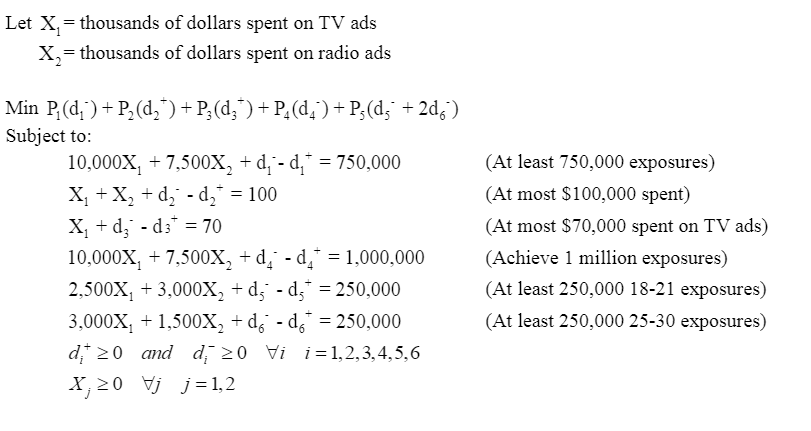 Let X₁ = thousands of dollars spent on TV ads
X₂ = thousands of dollars spent on radio ads
Min P₁(d₁⁻) + P₂(d₂⁺) + P₃(d₃⁺) + P₄(d₄⁻) + P₅(d₅⁻ + 2d₆⁻)
Subject to:
10,000X₁ + 7,500X₂ + d₁⁻ - d₁⁺ = 750,000 (At least 750,000 exposures)
X₁ + X₂ + d₂⁻ - d₂⁺ = 100 (At most $100,000 spent)
X₁ + d₃⁻ - d₃⁺ = 70 (At most $70,000 spent on TV ads)
10,000X₁ + 7,500X₂ + d₄⁻ - d₄⁺ = 1,000,000 (Achieve 1 million exposures)
2,500X₁ + 3,000X₂ + d₅⁻ - d₅⁺ = 250,000 (At least 250,000 18-21 exposures)
3,000X₁ + 1,500X₂ + d₆⁻ - d₆⁺ = 250,000 (At least 250,000 25-30 exposures)
dᵢ⁺ ≥ 0 and dᵢ⁻ ≥ 0 ∀i i = 1,2,3,4,5,6
Xⱼ ≥ 0 ∀j j = 1,2